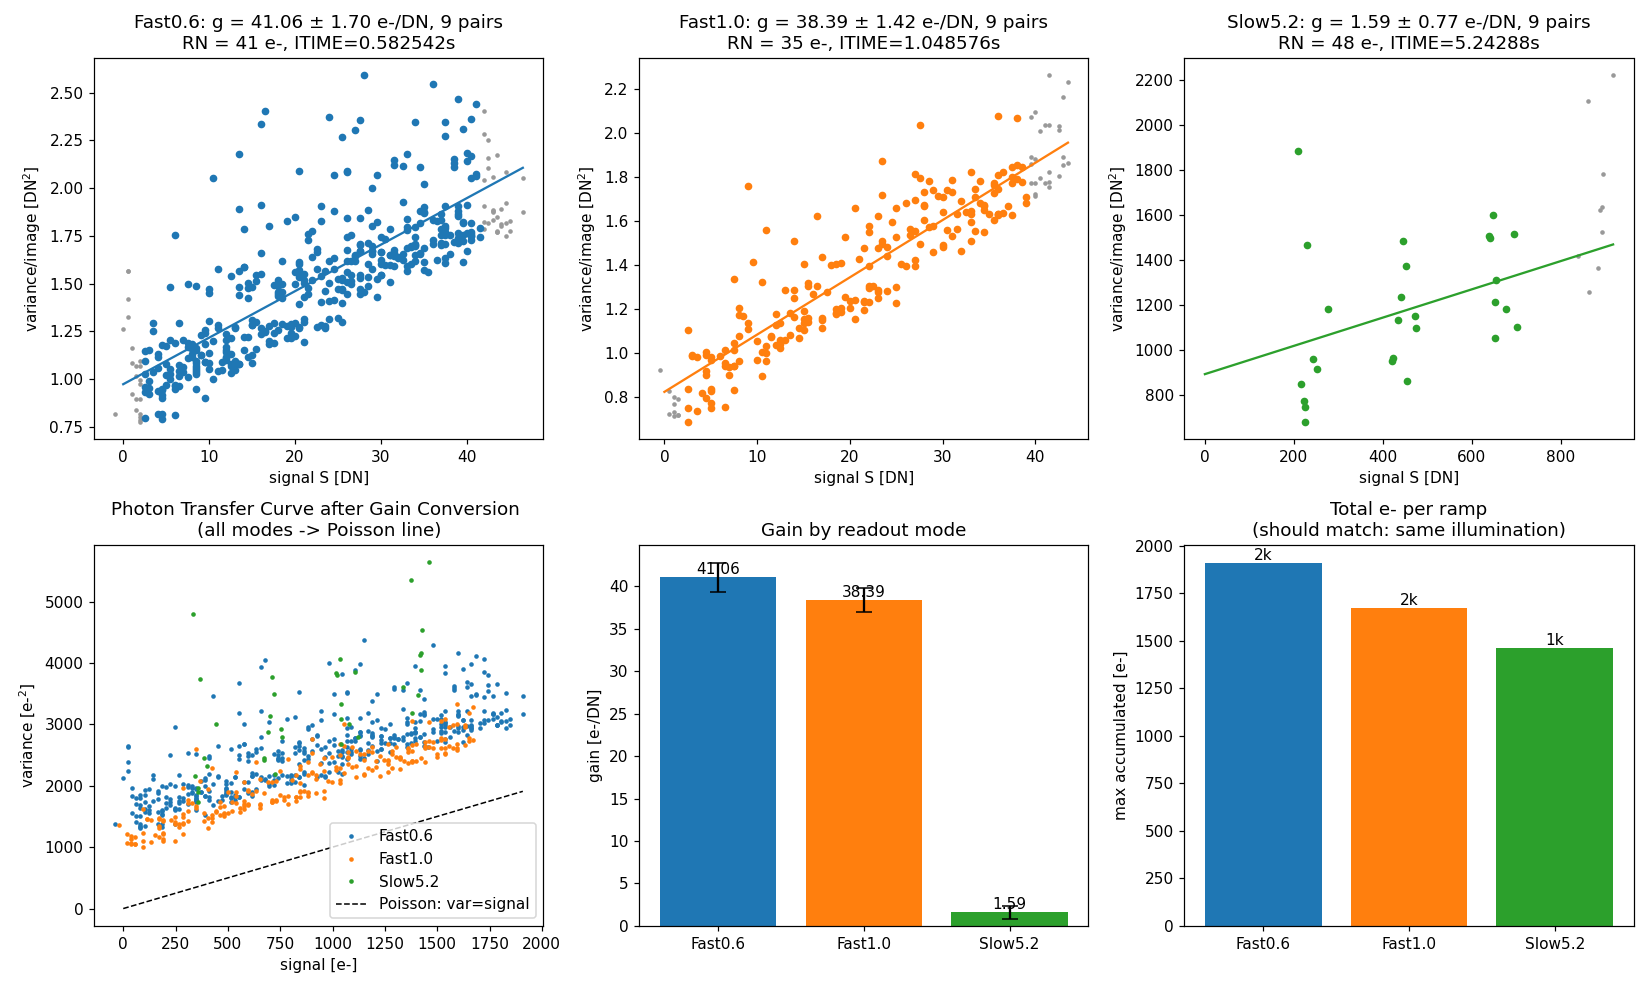 Fast0.6: g = 41.06 ± 1.70 e-/DN, 9 pairs
RN = 41 e-, ITIME=0.582542s
variance/image [DN²]
2.50
2.25
2.00
1.75
1.50
1.25
1.00
0.75
0 10 20 30 40
signal S [DN]
Fast1.0: g = 38.39 ± 1.42 e-/DN, 9 pairs
RN = 35 e-, ITIME=1.048576s
variance/image [DN²]
2.2
2.0
1.8
1.6
1.4
1.2
1.0
0.8
0 10 20 30 40
signal S [DN]
Slow5.2: g = 1.59 ± 0.77 e-/DN, 9 pairs
RN = 48 e-, ITIME=5.24288s
variance/image [DN²]
2200
2000
1800
1600
1400
1200
1000
800
0 200 400 600 800
signal S [DN]
Photon Transfer Curve after Gain Conversion
(all modes -> Poisson line)
variance [e-²]
5000
4000
3000
2000
1000
0
Fast0.6
Fast1.0
Slow5.2
Poisson: var=signal
0 250 500 750 1000 1250 1500 1750 2000
signal [e-]
Gain by readout mode
gain [e-/DN]
40
35
30
25
20
15
10
5
0
41.06
38.39
1.59
Fast0.6 Fast1.0 Slow5.2
Total e- per ramp
(should match: same illumination)
max accumulated [e-]
2000
1750
1500
1250
1000
750
500
250
0
2k
2k
1k
Fast0.6 Fast1.0 Slow5.2